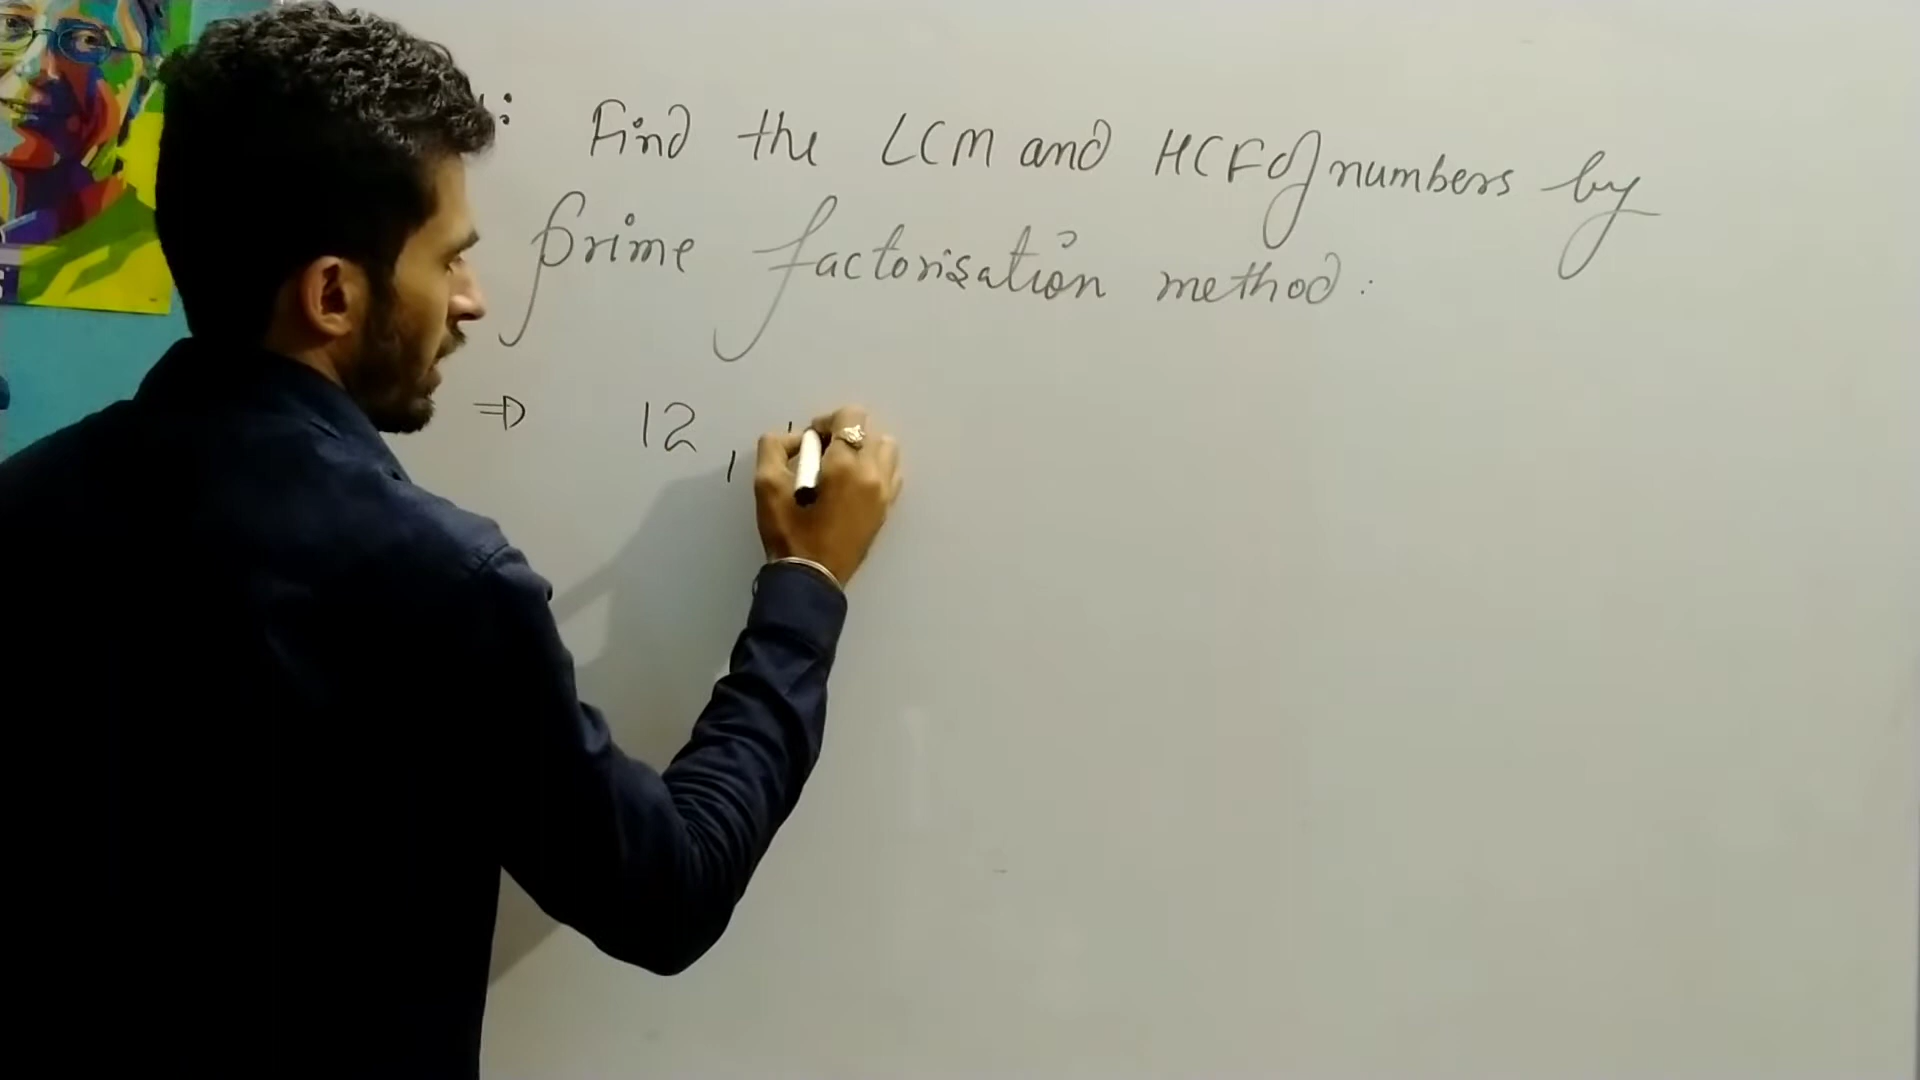 : Find the LCM and HCF of numbers by
prime factorisation method.
⇒ 12 ,